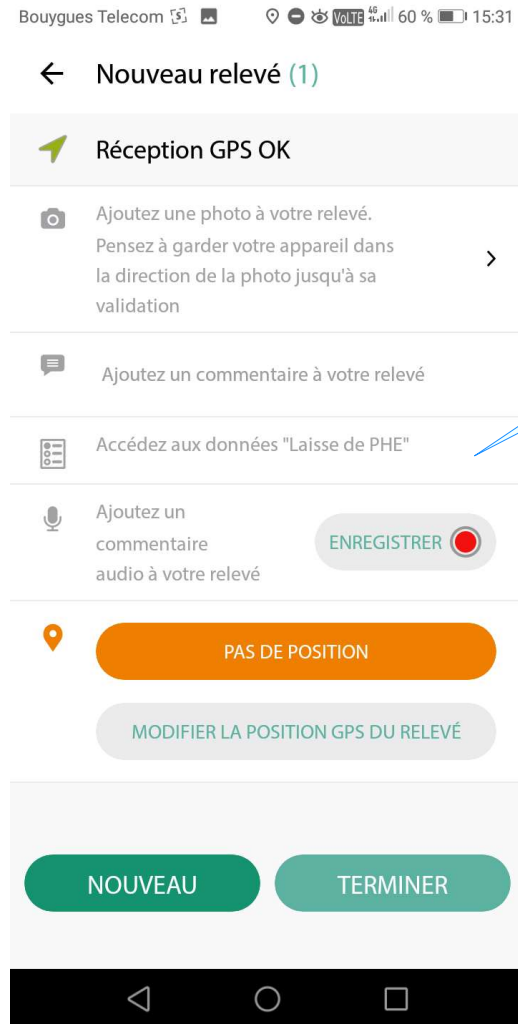 Bouygues Telecom 60 % 15:31
VoLTE 4G
Nouveau relevé (1)
Réception GPS OK
Ajoutez une photo à votre relevé.
Pensez à garder votre appareil dans
la direction de la photo jusqu'à sa
validation
Ajoutez un commentaire à votre relevé
Accédez aux données "Laisse de PHE"
Ajoutez un
commentaire
audio à votre relevé
ENREGISTRER
PAS DE POSITION
MODIFIER LA POSITION GPS DU RELEVÉ
NOUVEAU
TERMINER